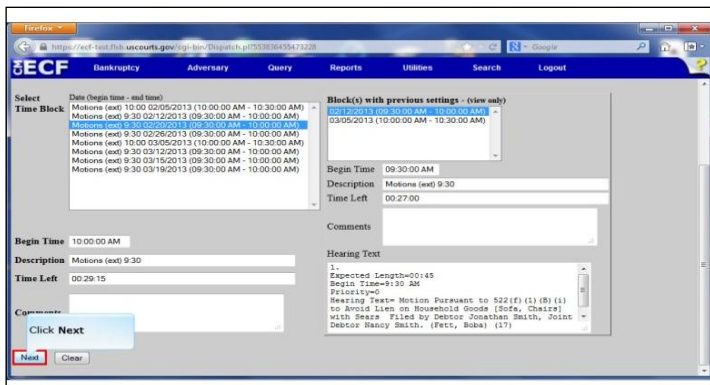 Firefox
https://ecf-test.flsb.uscourts.gov/cgi-bin/Dispatch.pl?553836455473228
Google
ECF Bankruptcy Adversary Query Reports Utilities Search Logout ?
Select Time Block
Date (begin time - end time)
Motions (ext) 10:00 02/05/2013 (10:00:00 AM - 10:30:00 AM)
Motions (ext) 9:30 02/12/2013 (09:30:00 AM - 10:00:00 AM)
Motions (ext) 9:30 02/20/2013 (09:30:00 AM - 10:00:00 AM)
Motions (ext) 9:30 02/26/2013 (09:30:00 AM - 10:00:00 AM)
Motions (ext) 10:00 03/05/2013 (10:00:00 AM - 10:30:00 AM)
Motions (ext) 9:30 03/12/2013 (09:30:00 AM - 10:00:00 AM)
Motions (ext) 9:30 03/15/2013 (09:30:00 AM - 10:00:00 AM)
Motions (ext) 9:30 03/19/2013 (09:30:00 AM - 10:00:00 AM)
Begin Time 10:00:00 AM
Description Motions (ext) 9:30
Time Left 00:29:15
Comments
Click Next
Next Clear
Block(s) with previous settings - (view only)
02/12/2013 (09:30:00 AM - 10:00:00 AM)
03/05/2013 (10:00:00 AM - 10:30:00 AM)
Begin Time 09:30:00 AM
Description Motions (ext) 9:30
Time Left 00:27:00
Comments
Hearing Text
1.
Expected Length=00:45
Begin Time=9:30 AM
Priority=0
Hearing Text= Motion Pursuant to 522(f)(1)(B)(i)
to Avoid Lien on Household Goods [Sofa, Chairs]
with Sears Filed by Debtor Jonathan Smith, Joint
Debtor Nancy Smith. (Fett, Boba) (17)